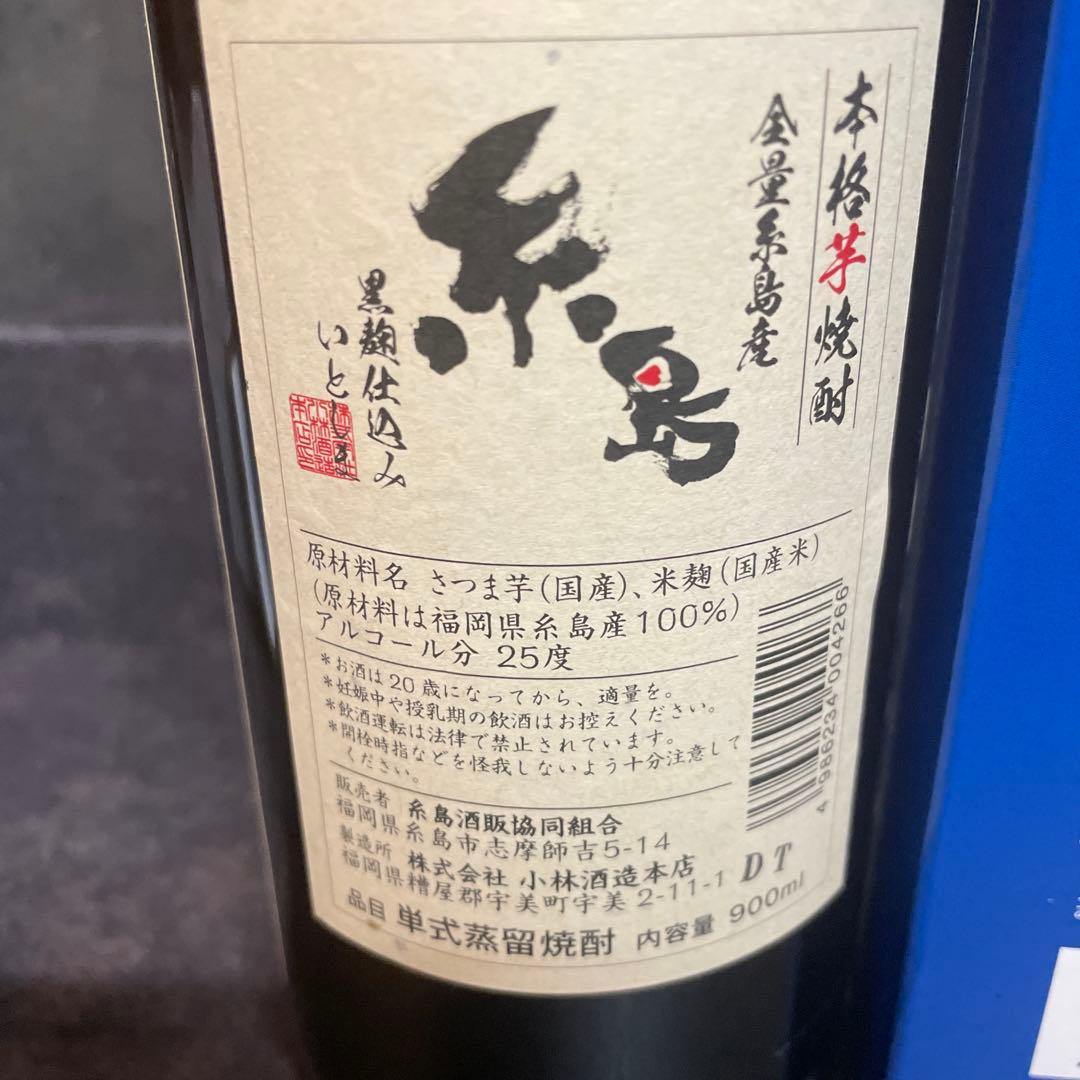 本格芋焼酎
全量糸島産
糸島
黒麹仕込み
いとしま
原材料名 さつま芋(国産)、米麹(国産米)
(原材料は福岡県糸島産100%)
アルコール分 25度
*お酒は20歳になってから、適量を。
*妊娠中や授乳期の飲酒はお控えください。
*飲酒運転は法律で禁止されています。
*開栓時指などを怪我しないよう十分注意して
ください。
販売者 糸島酒販協同組合
福岡県糸島市志摩師吉5-14
製造所 株式会社 小林酒造本店
福岡県糟屋郡宇美町宇美2-11-1
DT
品目 単式蒸留焼酎 内容量 900ml
4 986234 004266